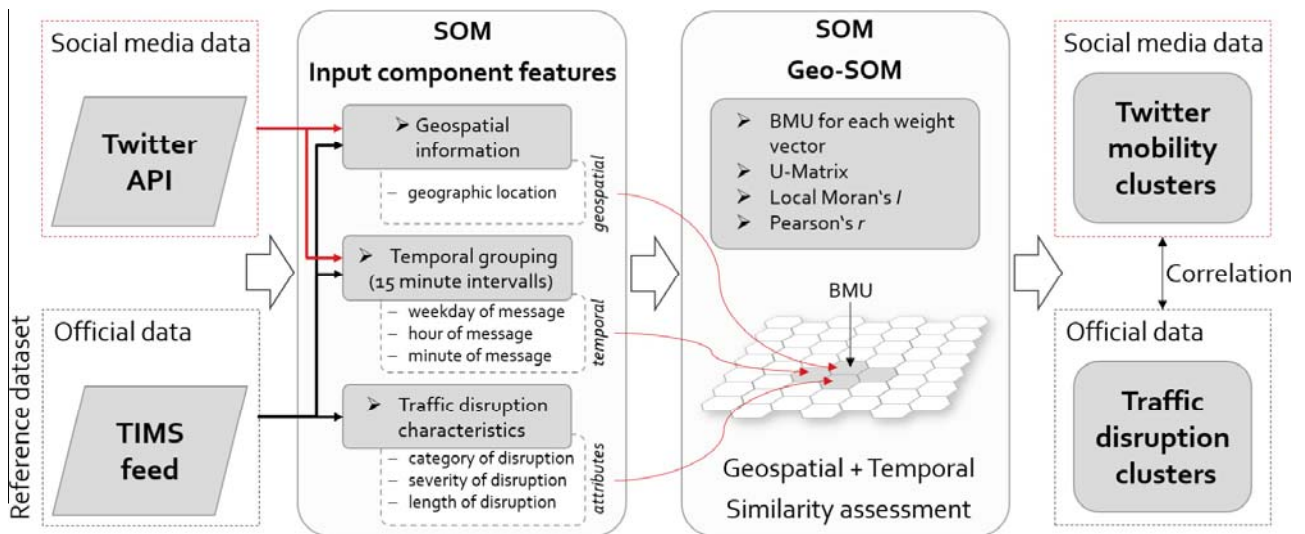 Social media data
Twitter
API
Reference dataset
Official data
TIMS
feed
SOM
Input component features
➢ Geospatial
information
– geographic location
geospatial
➢ Temporal grouping
(15 minute intervalls)
– weekday of message
– hour of message
– minute of message
temporal
➢ Traffic disruption
characteristics
– category of disruption
– severity of disruption
– length of disruption
attributes
SOM
Geo-SOM
➢ BMU for each weight
vector
➢ U-Matrix
➢ Local Moran's I
➢ Pearson's r
BMU
Geospatial + Temporal
Similarity assessment
Social media data
Twitter
mobility
clusters
Correlation
Official data
Traffic
disruption
clusters